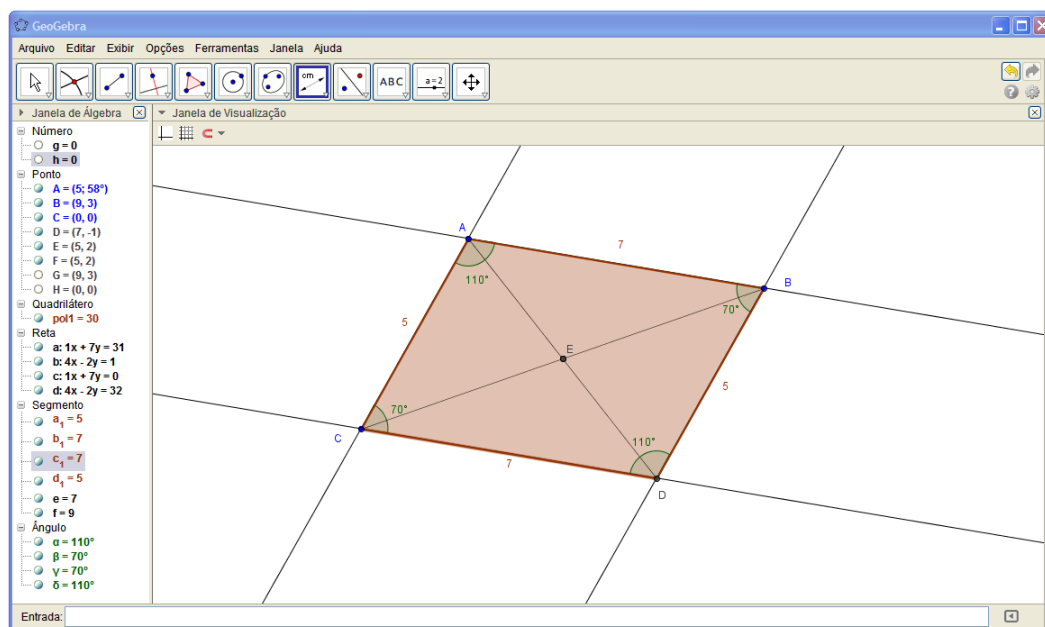 GeoGebra
Arquivo Editar Exibir Opções Ferramentas Janela Ajuda
cm
ABC
a=2
Janela de Álgebra
Número
g = 0
h = 0
Ponto
A = (5; 58°)
B = (9, 3)
C = (0, 0)
D = (7, -1)
E = (5, 2)
F = (5, 2)
G = (9, 3)
H = (0, 0)
Quadrilátero
pol1 = 30
Reta
a: 1x + 7y = 31
b: 4x - 2y = 1
c: 1x + 7y = 0
d: 4x - 2y = 32
Segmento
a₁ = 5
b₁ = 7
c₁ = 7
d₁ = 5
e = 7
f = 9
Ângulo
α = 110°
β = 70°
γ = 70°
δ = 110°
Janela de Visualização
A
7
110°
B
70°
5
E
5
70°
C
110°
7
D
Entrada: